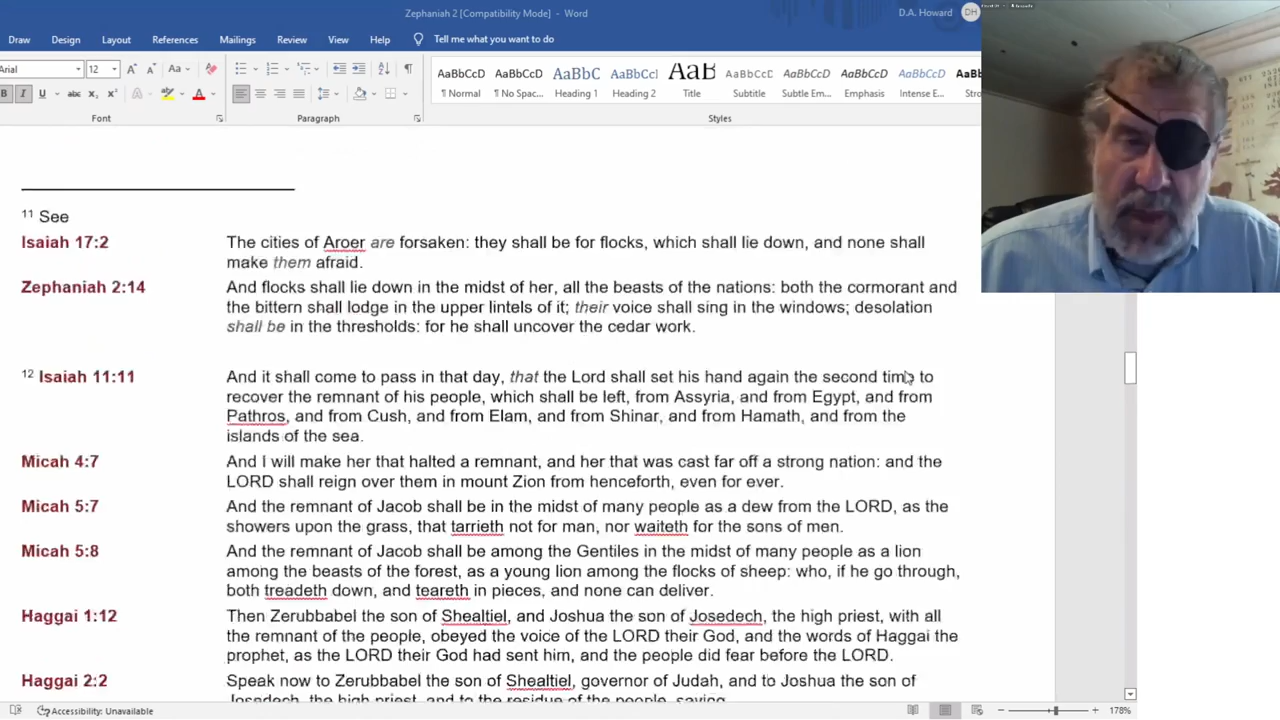 Zephaniah 2 [Compatibility Mode] - Word
D.A. Howard DH
Draw Design Layout References Mailings Review View Help Tell me what you want to do
Arial 12 A A Aa
B I U abc x₂ x² A A
AaBbCcD AaBbCcD AaBbC AaBbCcI AaB AaBbCcD AaBbCcD AaBbCcD AaBbCcD AaBb
¶ Normal ¶ No Spac... Heading 1 Heading 2 Title Subtitle Subtle Em... Emphasis Intense E... Stro
Font Paragraph Styles
11 See
Isaiah 17:2 The cities of Aroer are forsaken: they shall be for flocks, which shall lie down, and none shall
make them afraid.
Zephaniah 2:14 And flocks shall lie down in the midst of her, all the beasts of the nations: both the cormorant and
the bittern shall lodge in the upper lintels of it; their voice shall sing in the windows; desolation
shall be in the thresholds: for he shall uncover the cedar work.
12 Isaiah 11:11 And it shall come to pass in that day, that the Lord shall set his hand again the second time to
recover the remnant of his people, which shall be left, from Assyria, and from Egypt, and from
Pathros, and from Cush, and from Elam, and from Shinar, and from Hamath, and from the
islands of the sea.
Micah 4:7 And I will make her that halted a remnant, and her that was cast far off a strong nation: and the
LORD shall reign over them in mount Zion from henceforth, even for ever.
Micah 5:7 And the remnant of Jacob shall be in the midst of many people as a dew from the LORD, as the
showers upon the grass, that tarrieth not for man, nor waiteth for the sons of men.
Micah 5:8 And the remnant of Jacob shall be among the Gentiles in the midst of many people as a lion
among the beasts of the forest, as a young lion among the flocks of sheep: who, if he go through,
both treadeth down, and teareth in pieces, and none can deliver.
Haggai 1:12 Then Zerubbabel the son of Shealtiel, and Joshua the son of Josedech, the high priest, with all
the remnant of the people, obeyed the voice of the LORD their God, and the words of Haggai the
prophet, as the LORD their God had sent him, and the people did fear before the LORD.
Haggai 2:2 Speak now to Zerubbabel the son of Shealtiel, governor of Judah, and to Joshua the son of
Josedech, the high priest, and to the residue of the people, saying
Accessibility: Unavailable 178%